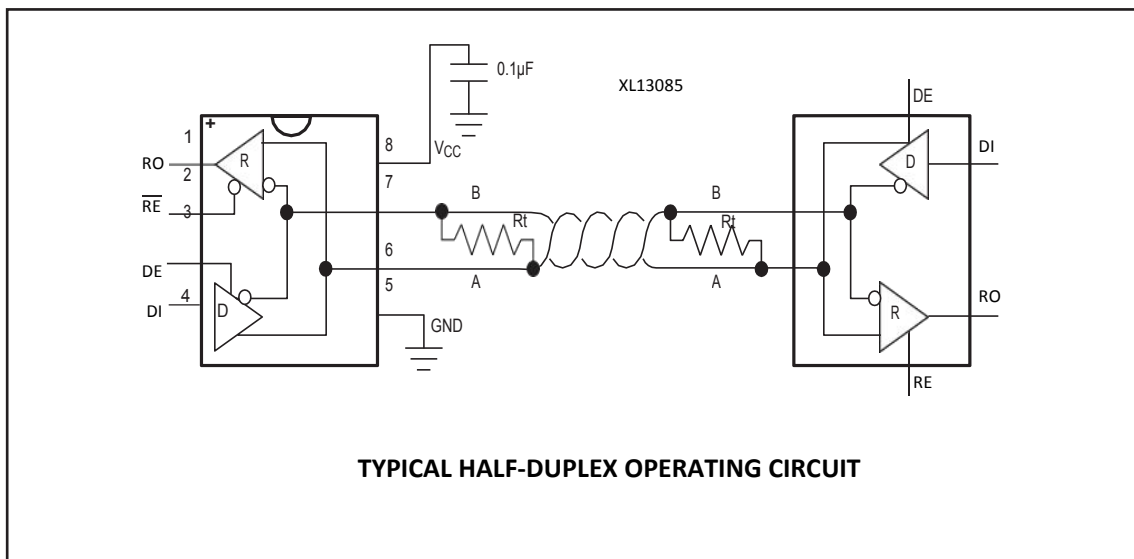 0.1µF
XL13085
DE
+
1
8
VCC
DI
RO
R
D
2
7
RE
3
B
B
Rt
Rt
6
DE
A
A
5
RO
4
DI
D
GND
R
RE
TYPICAL HALF-DUPLEX OPERATING CIRCUIT